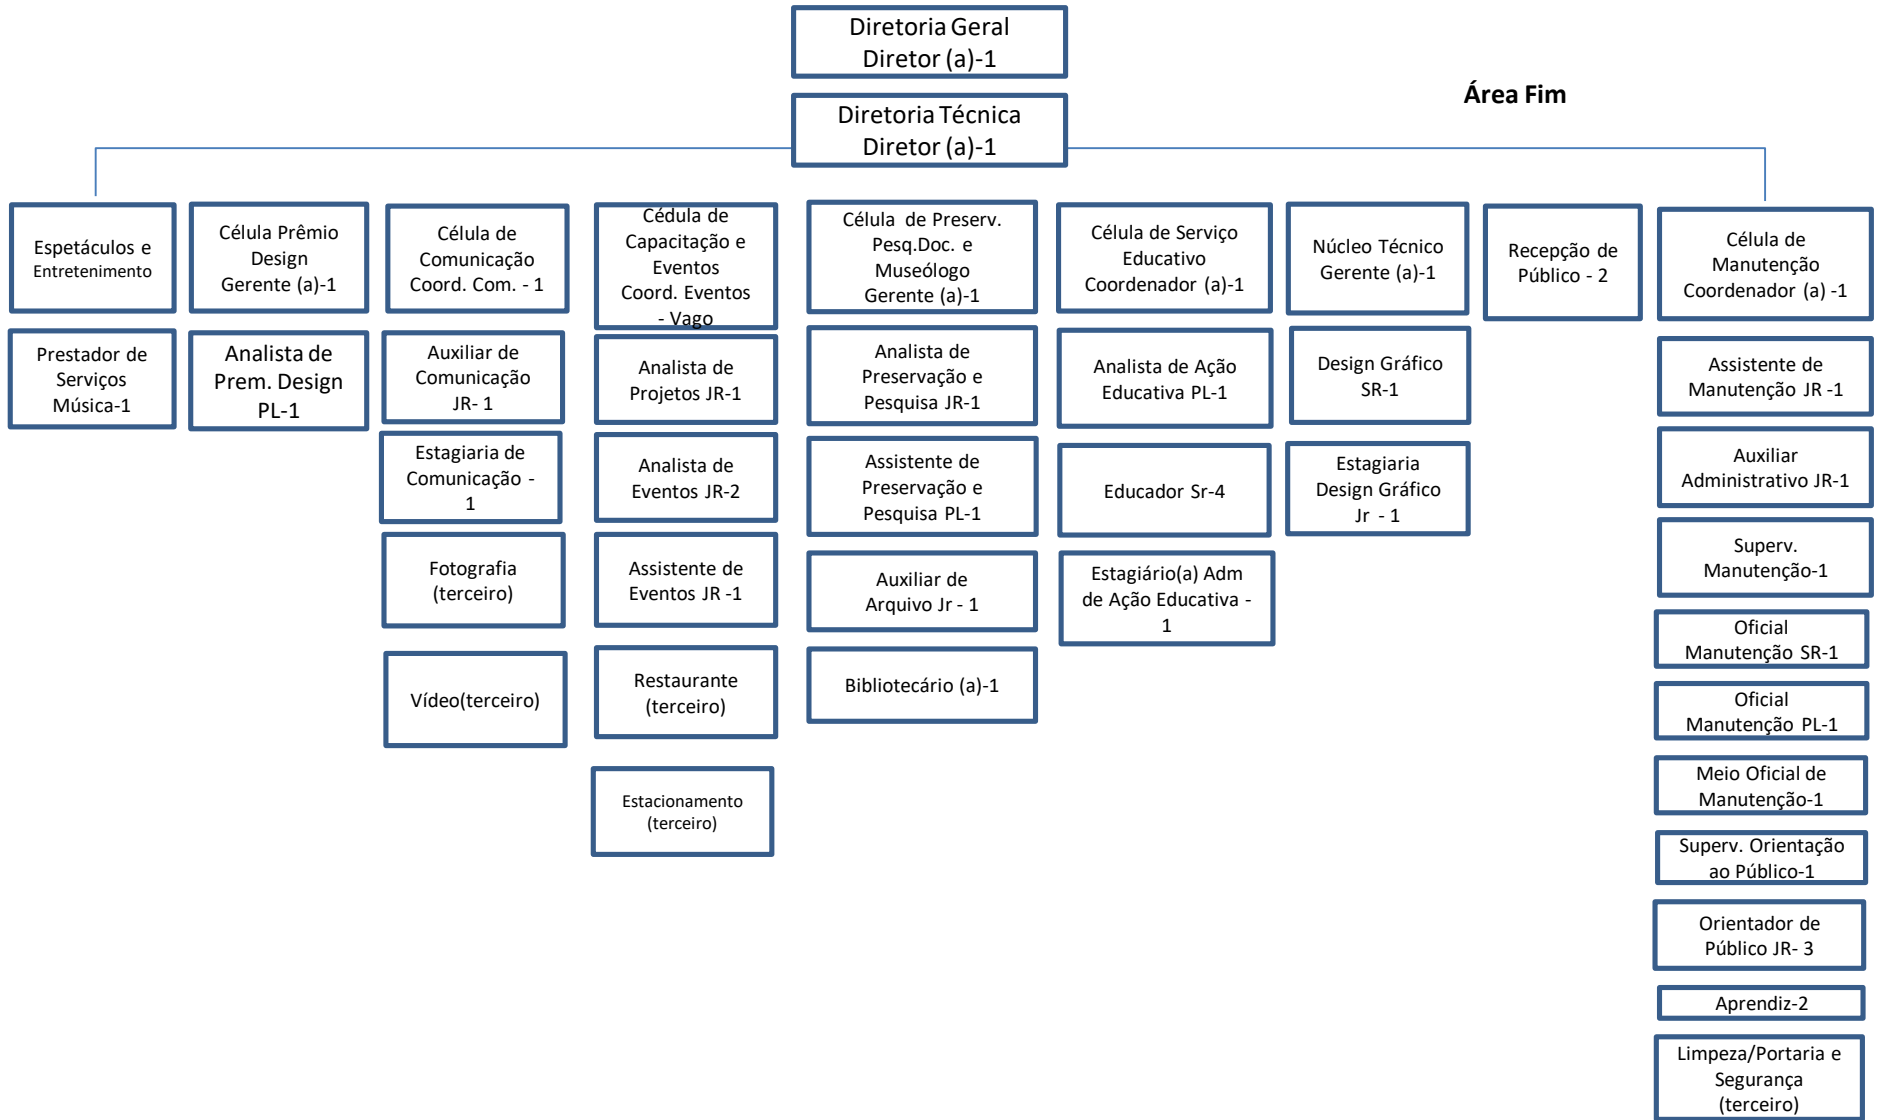 Diretoria Geral
Diretor (a)-1
Área Fim
Diretoria Técnica
Diretor (a)-1
Espetáculos e
Entretenimento
Célula Prêmio
Design
Gerente (a)-1
Célula de
Comunicação
Coord. Com. - 1
Cédula de
Capacitação e
Eventos
Coord. Eventos
- Vago
Célula de Preserv.
Pesq.Doc. e
Museólogo
Gerente (a)-1
Célula de Serviço
Educativo
Coordenador (a)-1
Núcleo Técnico
Gerente (a)-1
Recepção de
Público - 2
Célula de
Manutenção
Coordenador (a) -1
Prestador de
Serviços
Música-1
Analista de
Prem. Design
PL-1
Auxiliar de
Comunicação
JR- 1
Analista de
Projetos JR-1
Analista de
Preservação e
Pesquisa JR-1
Analista de Ação
Educativa PL-1
Design Gráfico
SR-1
Assistente de
Manutenção JR -1
Estagiaria de
Comunicação -
1
Analista de
Eventos JR-2
Assistente de
Preservação e
Pesquisa PL-1
Educador Sr-4
Estagiaria
Design Gráfico
Jr - 1
Auxiliar
Administrativo JR-1
Fotografia
(terceiro)
Assistente de
Eventos JR -1
Auxiliar de
Arquivo Jr - 1
Estagiário(a) Adm
de Ação Educativa -
1
Superv.
Manutenção-1
Vídeo(terceiro)
Restaurante
(terceiro)
Bibliotecário (a)-1
Oficial
Manutenção SR-1
Oficial
Manutenção PL-1
Estacionamento
(terceiro)
Meio Oficial de
Manutenção-1
Superv. Orientação
ao Público-1
Orientador de
Público JR- 3
Aprendiz-2
Limpeza/Portaria e
Segurança
(terceiro)